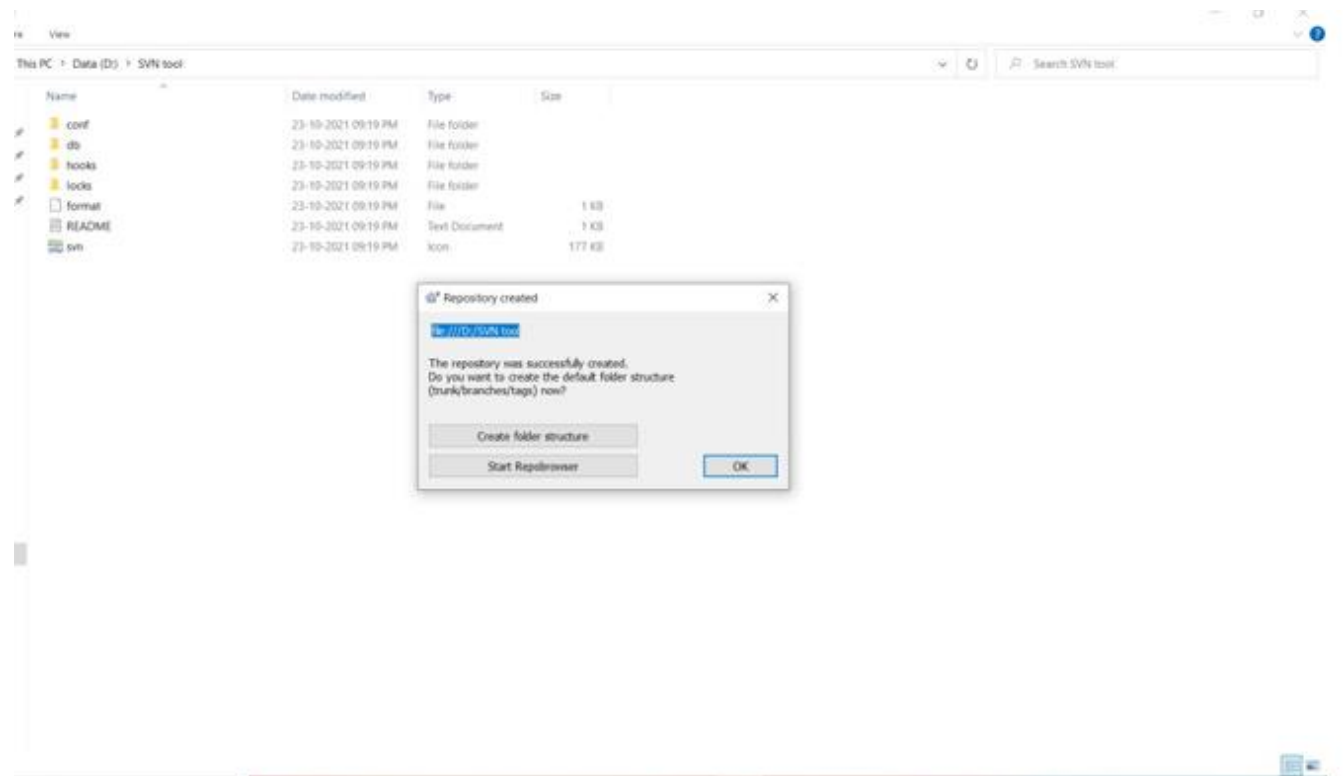 View
This PC > Data (D:) > SVN tool
Search SVN tool
Name Date modified Type Size
conf 23-10-2021 09:19 PM File folder
db 23-10-2021 09:19 PM File folder
hooks 23-10-2021 09:19 PM File folder
locks 23-10-2021 09:19 PM File folder
format 23-10-2021 09:19 PM File 1 KB
README 23-10-2021 09:19 PM Text Document 1 KB
svn 23-10-2021 09:19 PM Icon 177 KB
Repository created
file:///D:/SVN tool
The repository was successfully created.
Do you want to create the default folder structure
(trunk/branches/tags) now?
Create folder structure
Start Repobrowser
OK